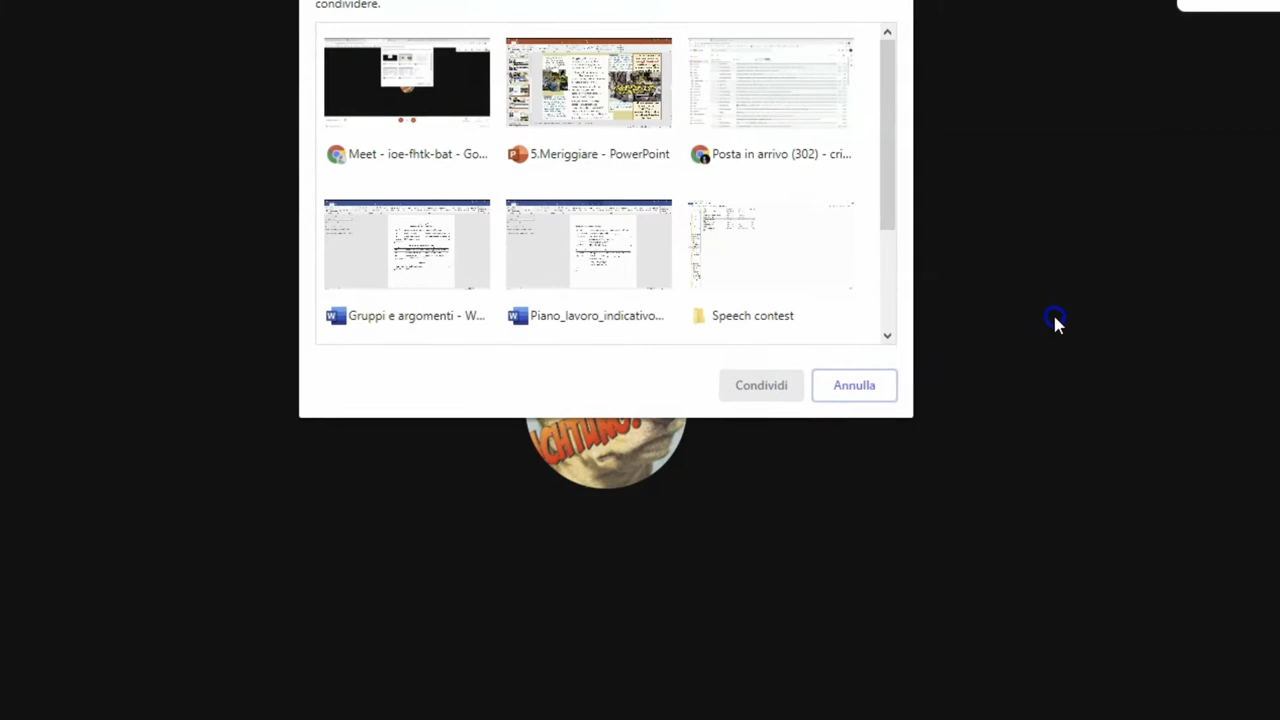 condividere.
Meet - ioe-fhtk-bat - Go...
5.Meriggiare - PowerPoint
Posta in arrivo (302) - cri...
Gruppi e argomenti - W...
Piano_lavoro_indicativo...
Speech contest
Condividi
Annulla
ACHTUNG!